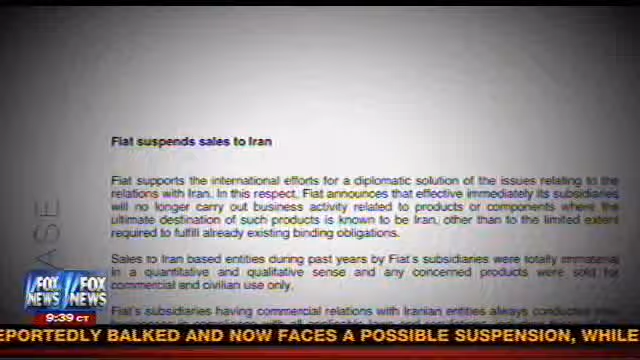 Fiat suspends sales to Iran
Fiat supports the international efforts for a diplomatic solution of the issues relating to the
relations with Iran. In this respect, Fiat announces that effective immediately its subsidiaries
will no longer carry out business activity related to products or components where the
ultimate destination of such products is known to be Iran, other than to the limited extent
required to fulfill already existing binding obligations.
Sales to Iran based entities during past years by Fiat's subsidiaries were totally immaterial
in a quantitative and qualitative sense and any concerned products were sold for
commercial and civilian use only.
Fiat's subsidiaries having commercial relations with Iranian entities always conducted
ASE
FOX NEWS FOX NEWS
9:39 CT
EPORTEDLY BALKED AND NOW FACES A POSSIBLE SUSPENSION, WHILE